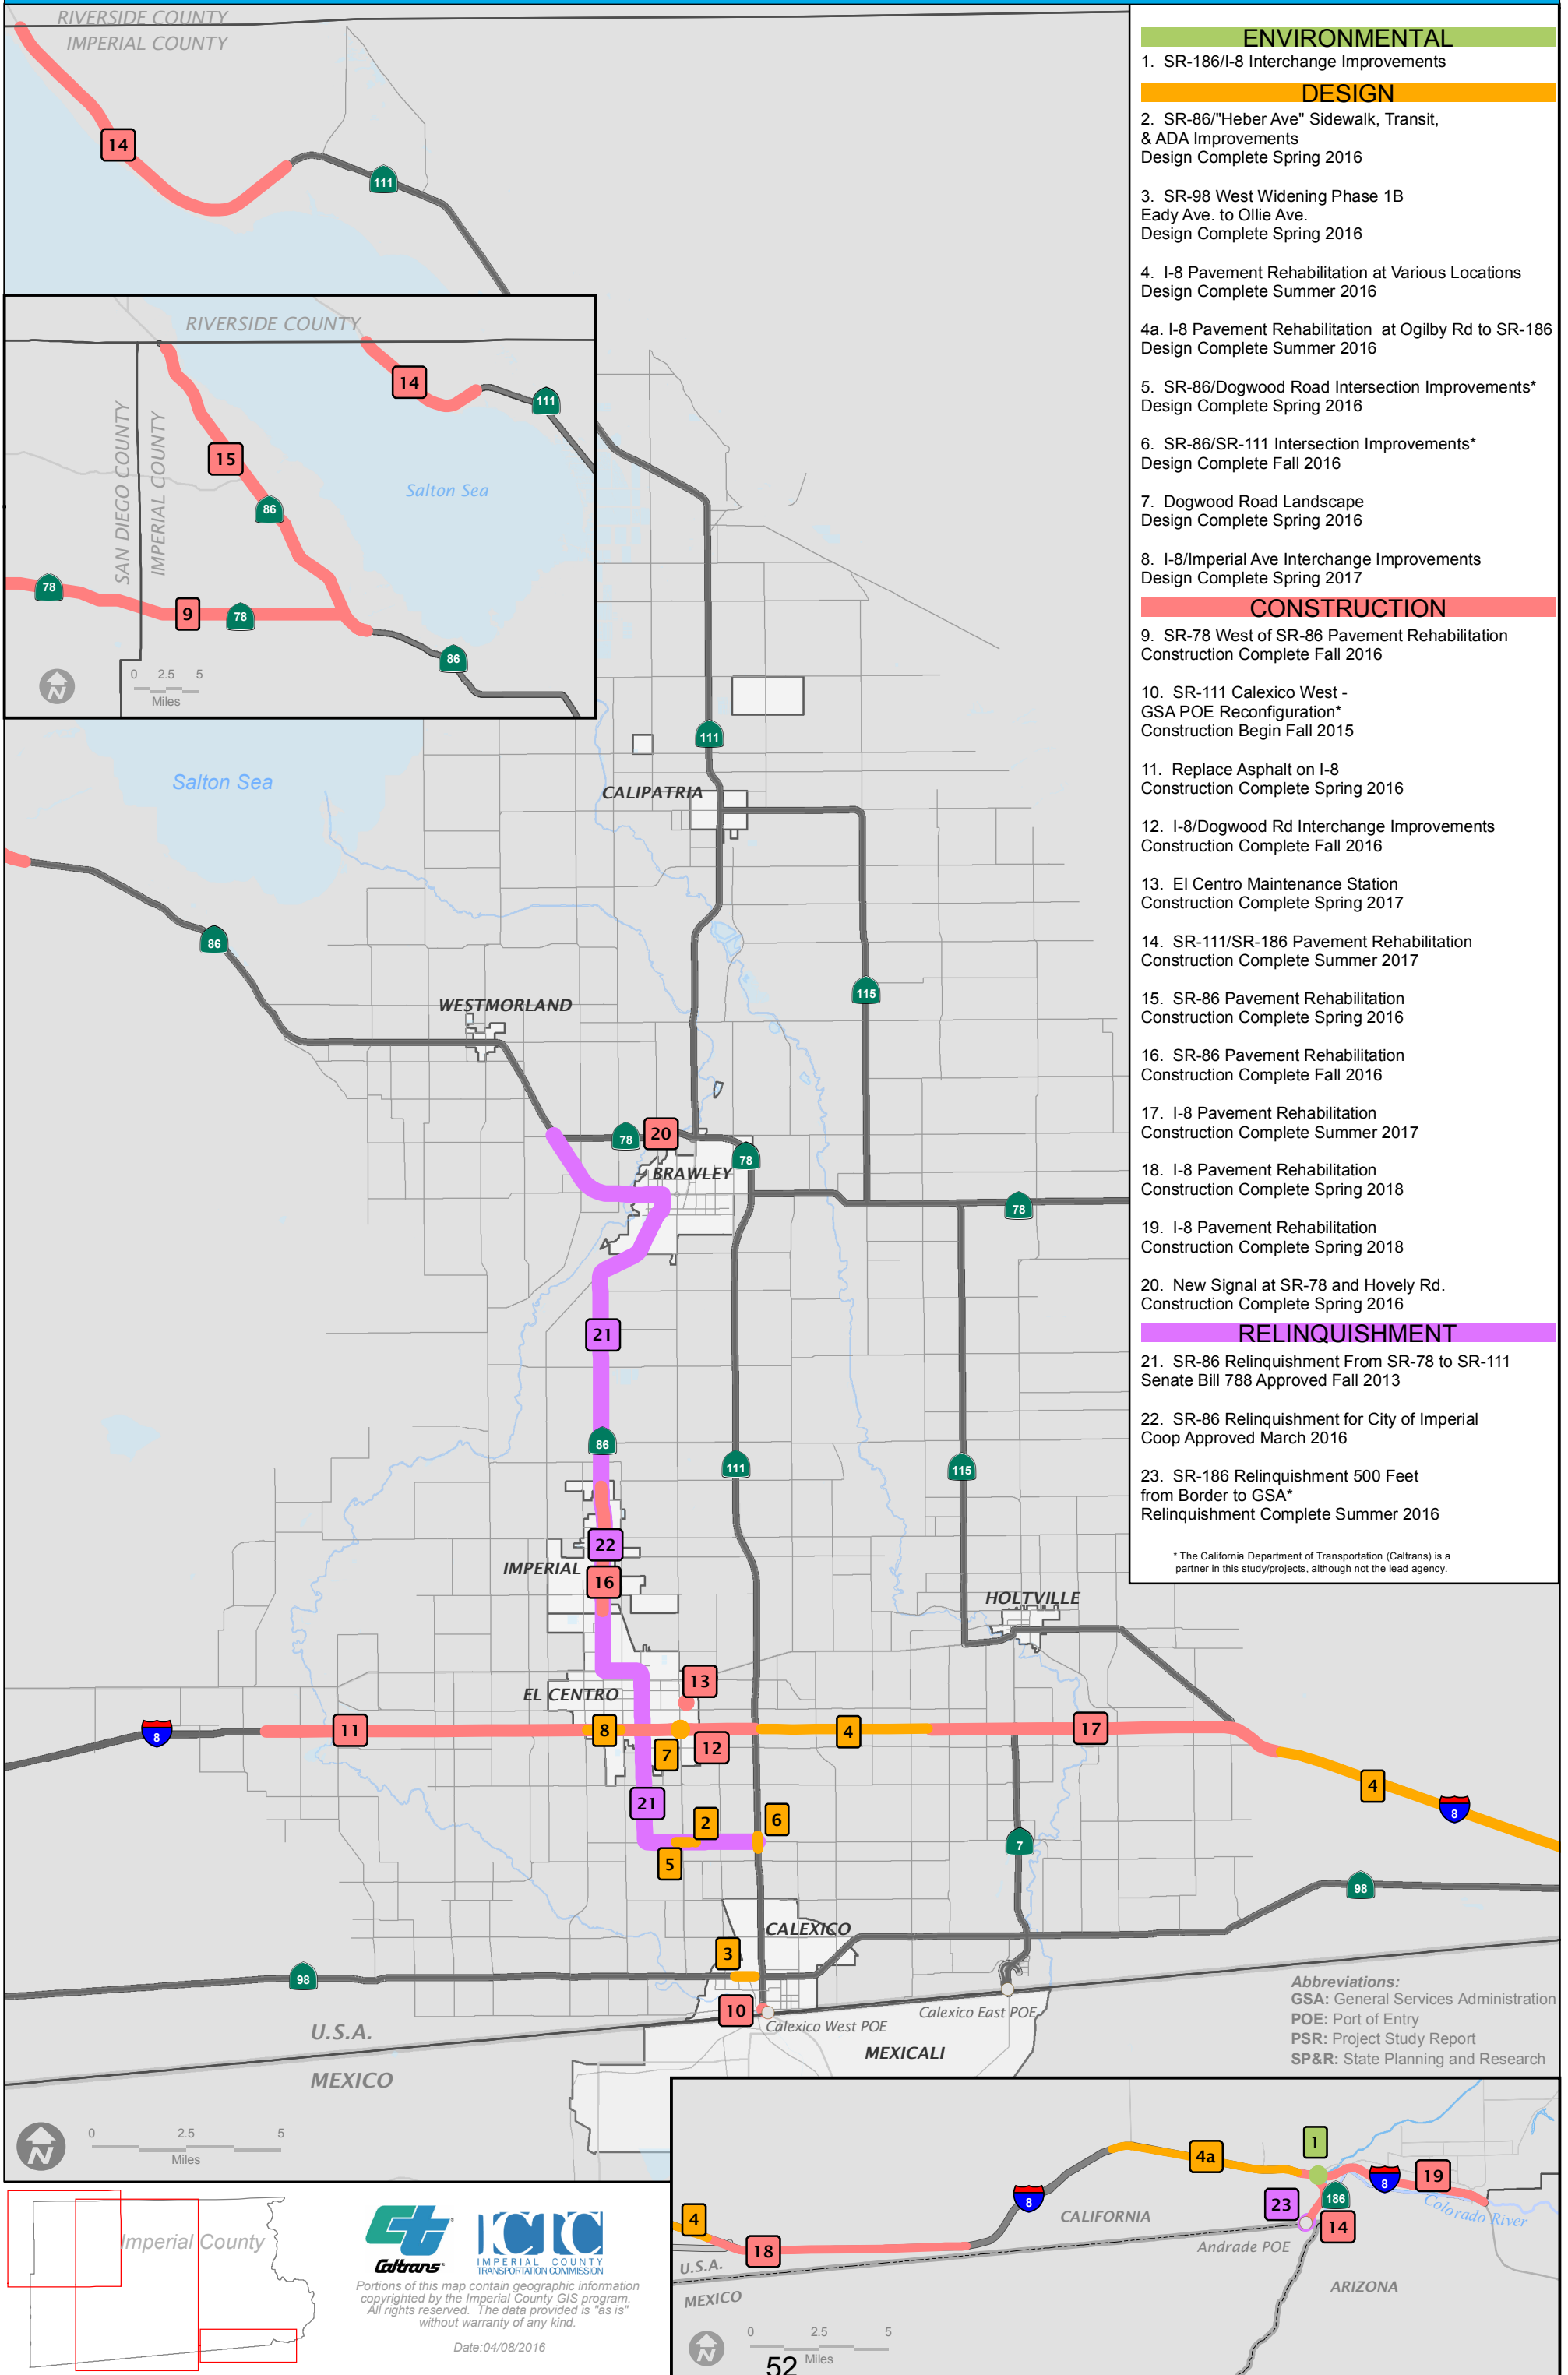 RIVERSIDE COUNTY
IMPERIAL COUNTY
14
111
RIVERSIDE COUNTY
14
111
SAN DIEGO COUNTY
IMPERIAL COUNTY
15
86
Salton Sea
78
9
78
86
N
0 2.5 5
Miles
Salton Sea
111
CALIPATRIA
86
115
WESTMORLAND
78
20
78
BRAWLEY
78
21
86
111
115
22
IMPERIAL
16
HOLTVILLE
13
EL CENTRO
8
11
8
4
17
7
12
4
8
21
2
6
5
7
98
CALEXICO
3
98
10
Calexico West POE
Calexico East POE
U.S.A.
MEXICO
MEXICALI
N
0 2.5 5
Miles
ENVIRONMENTAL
1. SR-186/I-8 Interchange Improvements
DESIGN
2. SR-86/"Heber Ave" Sidewalk, Transit,
& ADA Improvements
Design Complete Spring 2016
3. SR-98 West Widening Phase 1B
Eady Ave. to Ollie Ave.
Design Complete Spring 2016
4. I-8 Pavement Rehabilitation at Various Locations
Design Complete Summer 2016
4a. I-8 Pavement Rehabilitation at Ogilby Rd to SR-186
Design Complete Summer 2016
5. SR-86/Dogwood Road Intersection Improvements*
Design Complete Spring 2016
6. SR-86/SR-111 Intersection Improvements*
Design Complete Fall 2016
7. Dogwood Road Landscape
Design Complete Spring 2016
8. I-8/Imperial Ave Interchange Improvements
Design Complete Spring 2017
CONSTRUCTION
9. SR-78 West of SR-86 Pavement Rehabilitation
Construction Complete Fall 2016
10. SR-111 Calexico West -
GSA POE Reconfiguration*
Construction Begin Fall 2015
11. Replace Asphalt on I-8
Construction Complete Spring 2016
12. I-8/Dogwood Rd Interchange Improvements
Construction Complete Fall 2016
13. El Centro Maintenance Station
Construction Complete Spring 2017
14. SR-111/SR-186 Pavement Rehabilitation
Construction Complete Summer 2017
15. SR-86 Pavement Rehabilitation
Construction Complete Spring 2016
16. SR-86 Pavement Rehabilitation
Construction Complete Fall 2016
17. I-8 Pavement Rehabilitation
Construction Complete Summer 2017
18. I-8 Pavement Rehabilitation
Construction Complete Spring 2018
19. I-8 Pavement Rehabilitation
Construction Complete Spring 2018
20. New Signal at SR-78 and Hovely Rd.
Construction Complete Spring 2016
RELINQUISHMENT
21. SR-86 Relinquishment From SR-78 to SR-111
Senate Bill 788 Approved Fall 2013
22. SR-86 Relinquishment for City of Imperial
Coop Approved March 2016
23. SR-186 Relinquishment 500 Feet
from Border to GSA*
Relinquishment Complete Summer 2016
* The California Department of Transportation (Caltrans) is a
partner in this study/projects, although not the lead agency.
Abbreviations:
GSA: General Services Administration
POE: Port of Entry
PSR: Project Study Report
SP&R: State Planning and Research
1
4a
8
19
186
23
14
8
CALIFORNIA
Colorado River
4
18
Andrade POE
U.S.A.
MEXICO
ARIZONA
N
0 2.5 5
Miles
52
Imperial County
ct
Caltrans
ICTC
IMPERIAL COUNTY
TRANSPORTATION COMMISSION
Portions of this map contain geographic information
copyrighted by the Imperial County GIS program.
All rights reserved. The data provided is "as is"
without warranty of any kind.
Date:04/08/2016